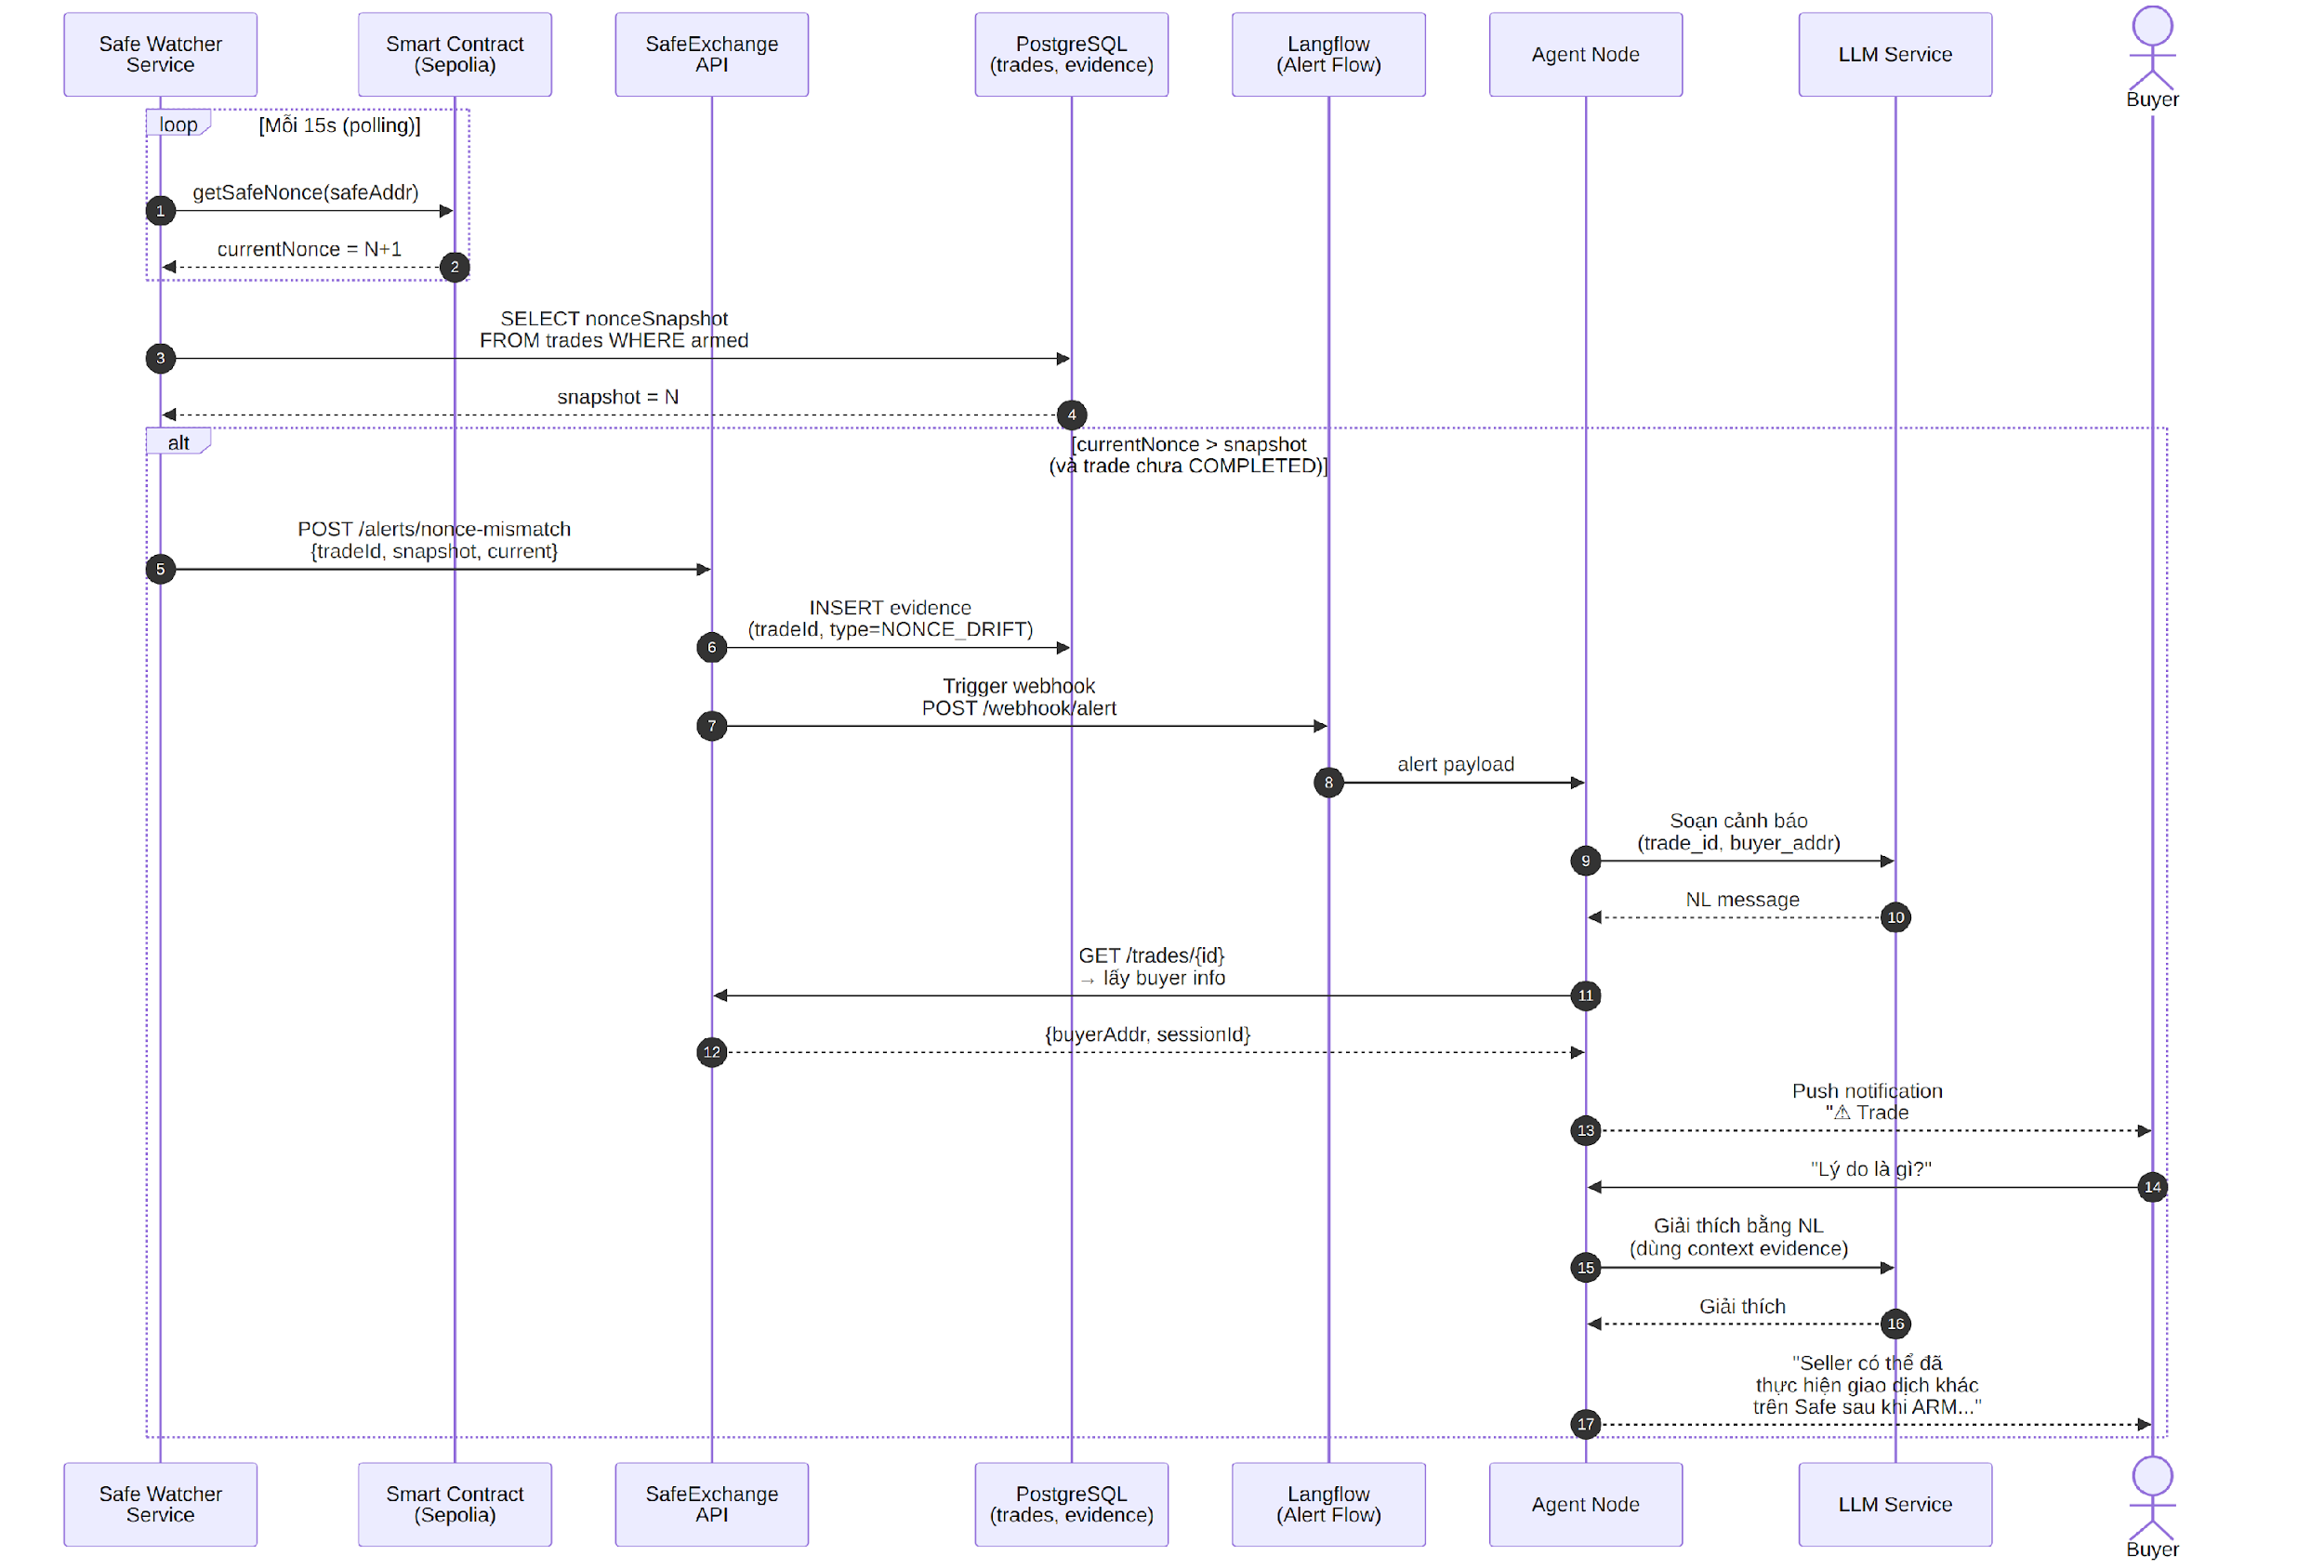 Safe Watcher
Service
Smart Contract
(Sepolia)
SafeExchange
API
PostgreSQL
(trades, evidence)
Langflow
(Alert Flow)
Agent Node
LLM Service
Buyer
loop
[Mỗi 15s (polling)]
getSafeNonce(safeAddr)
1
currentNonce = N+1
2
SELECT nonceSnapshot
FROM trades WHERE armed
3
snapshot = N
4
alt
[currentNonce > snapshot
(và trade chưa COMPLETED)]
POST /alerts/nonce-mismatch
{tradeId, snapshot, current}
5
INSERT evidence
(tradeId, type=NONCE_DRIFT)
6
Trigger webhook
POST /webhook/alert
7
alert payload
8
Soạn cảnh báo
(trade_id, buyer_addr)
9
NL message
10
GET /trades/{id}
→ lấy buyer info
11
{buyerAddr, sessionId}
12
Push notification
"⚠ Trade
13
"Lý do là gì?"
14
Giải thích bằng NL
(dùng context evidence)
15
Giải thích
16
"Seller có thể đã
thực hiện giao dịch khác
trên Safe sau khi ARM..."
17
Safe Watcher
Service
Smart Contract
(Sepolia)
SafeExchange
API
PostgreSQL
(trades, evidence)
Langflow
(Alert Flow)
Agent Node
LLM Service
Buyer